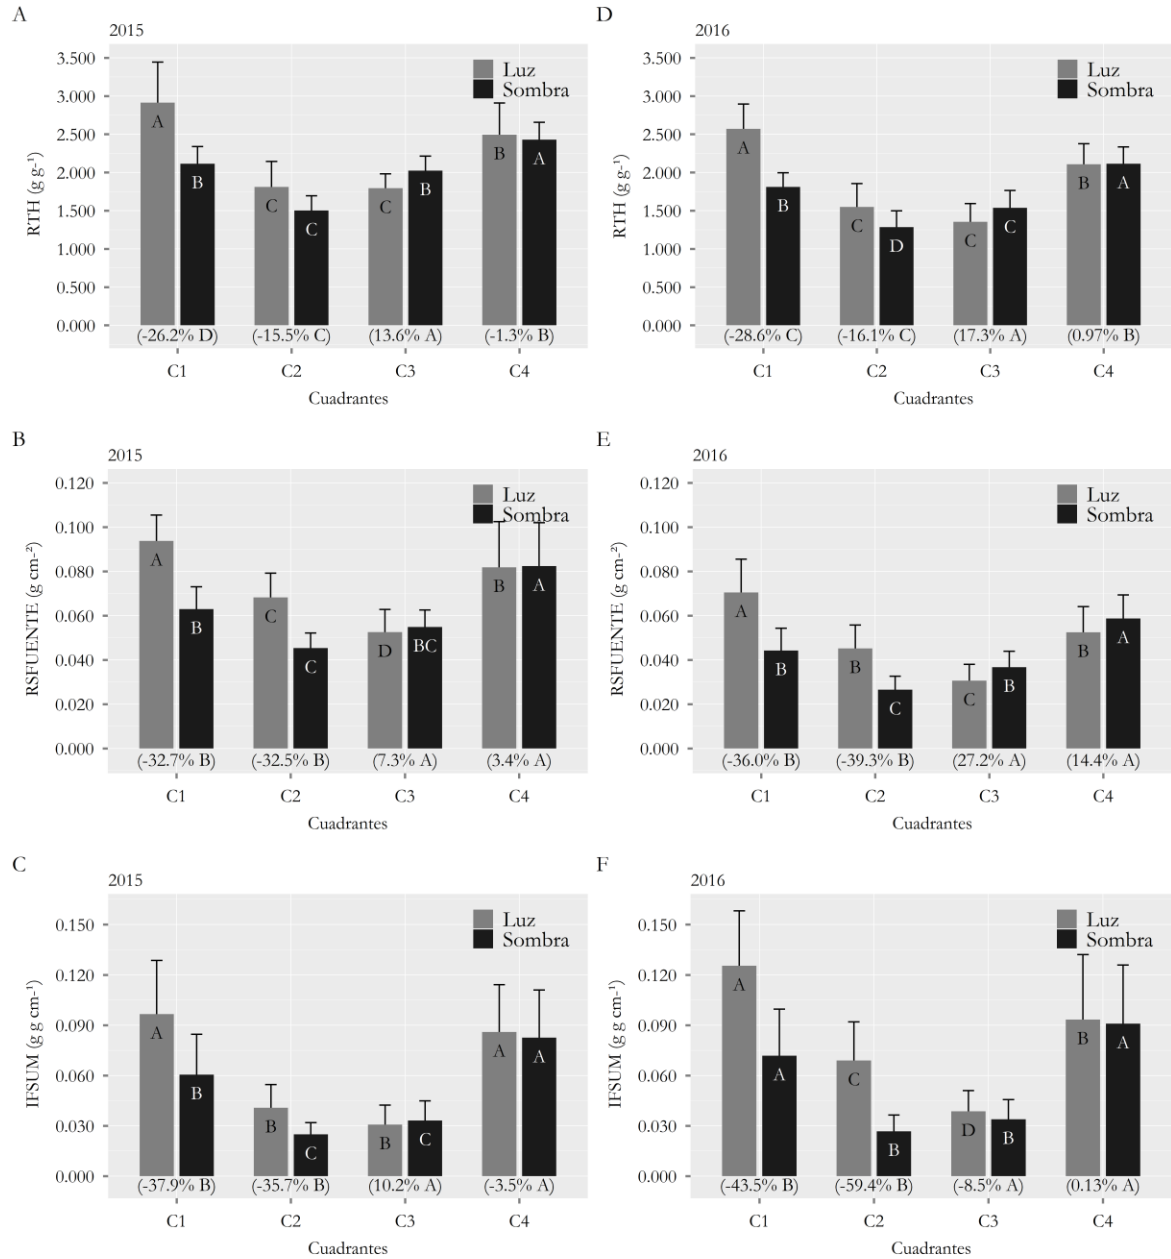 A
2015
Luz
Sombra
3.500
3.000
2.500
2.000
1.500
1.000
0.500
0.000
RTH (g g-¹)
A
B
C
C
C
B
B
A
(-26.2% D) (-15.5% C) (13.6% A) (-1.3% B)
C1 C2 C3 C4
Cuadrantes
D
2016
Luz
Sombra
3.500
3.000
2.500
2.000
1.500
1.000
0.500
0.000
RTH (g g-¹)
A
B
C
D
C
C
B
A
(-28.6% C) (-16.1% C) (17.3% A) (0.97% B)
C1 C2 C3 C4
Cuadrantes
B
2015
Luz
Sombra
0.120
0.100
0.080
0.060
0.040
0.020
0.000
RSFUENTE (g cm-²)
A
B
C
C
D
BC
B
A
(-32.7% B) (-32.5% B) (7.3% A) (3.4% A)
C1 C2 C3 C4
Cuadrantes
E
2016
Luz
Sombra
0.120
0.100
0.080
0.060
0.040
0.020
0.000
RSFUENTE (g cm-²)
A
B
B
C
C
B
B
A
(-36.0% B) (-39.3% B) (27.2% A) (14.4% A)
C1 C2 C3 C4
Cuadrantes
C
2015
Luz
Sombra
0.150
0.120
0.090
0.060
0.030
0.000
IFSUM (g g cm-¹)
A
B
B
C
B
C
A
A
(-37.9% B) (-35.7% B) (10.2% A) (-3.5% A)
C1 C2 C3 C4
Cuadrantes
F
2016
Luz
Sombra
0.150
0.120
0.090
0.060
0.030
0.000
IFSUM (g g cm-¹)
A
A
C
B
D
B
B
A
(-43.5% B) (-59.4% B) (-8.5% A) (0.13% A)
C1 C2 C3 C4
Cuadrantes